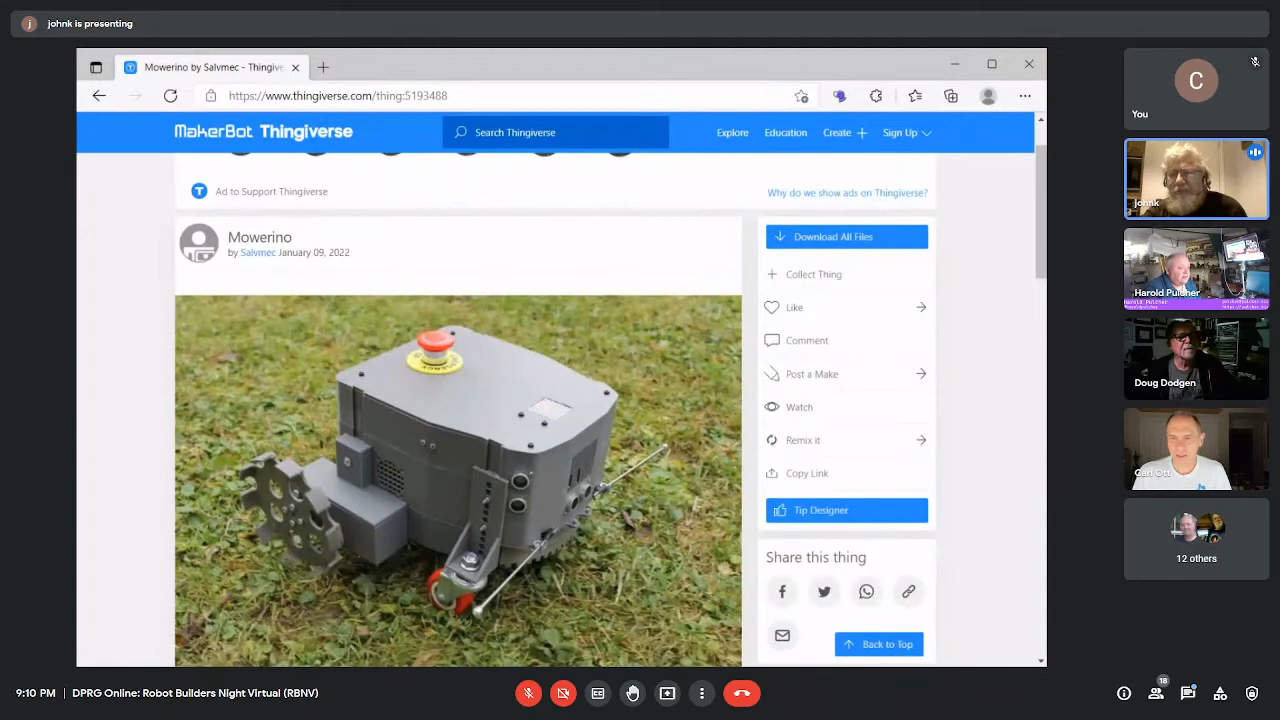 j johnk is presenting
Mowerino by Salvmec - Thingive
https://www.thingiverse.com/thing:5193488
MakerBot Thingiverse
Search Thingiverse
Explore Education Create Sign Up
T Ad to Support Thingiverse
Why do we show ads on Thingiverse?
Mowerino
by Salvmec January 09, 2022
Download All Files
Collect Thing
Like
Comment
Post a Make
Watch
Remix it
Copy Link
Tip Designer
Share this thing
Back to Top
C
You
johnk
Harold Pulcher
Harold Pulcher
Doug Dodgen
Carl Ott
12 others
9:10 PM | DPRG Online: Robot Builders Night Virtual (RBNV)
18